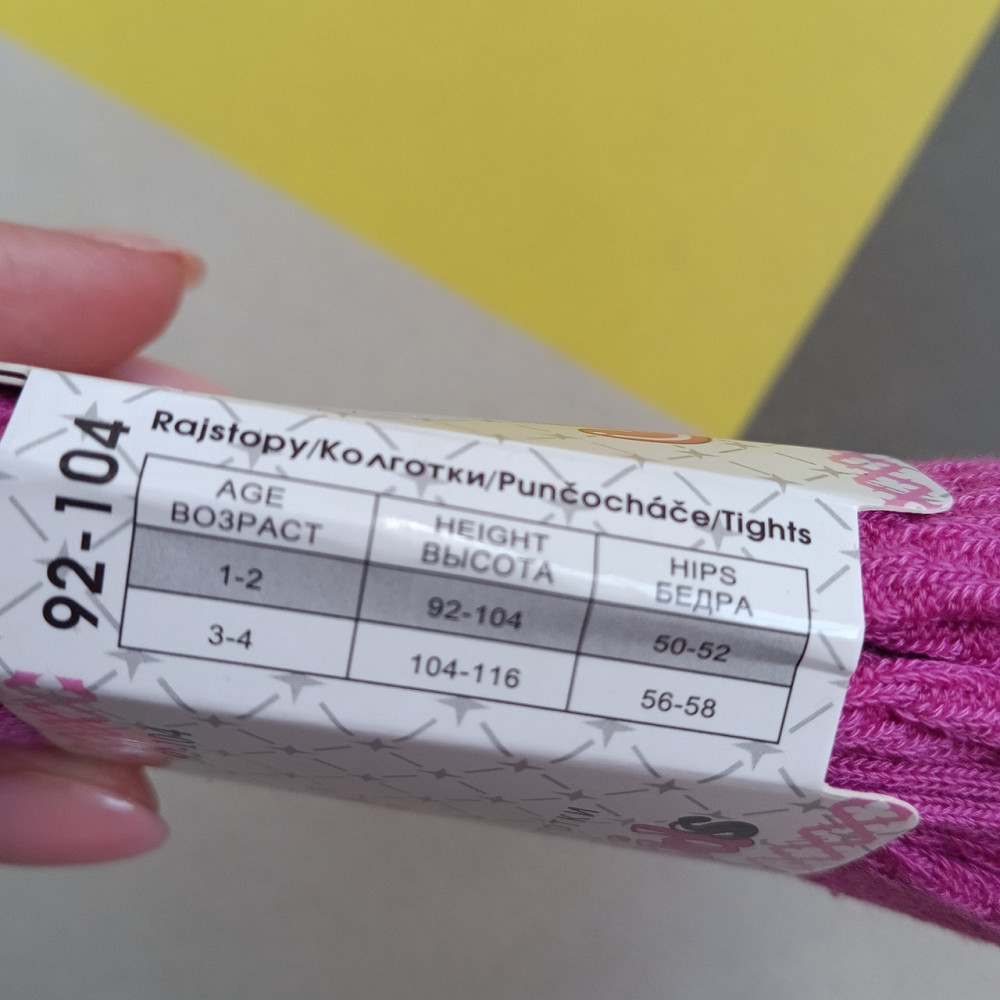 92-104
Rajstopy/Колготки/Punčocháče/Tights
AGE HEIGHT HIPS
ВОЗРАСТ ВЫСОТА БЕДРА
1-2 92-104 50-52
3-4 104-116 56-58